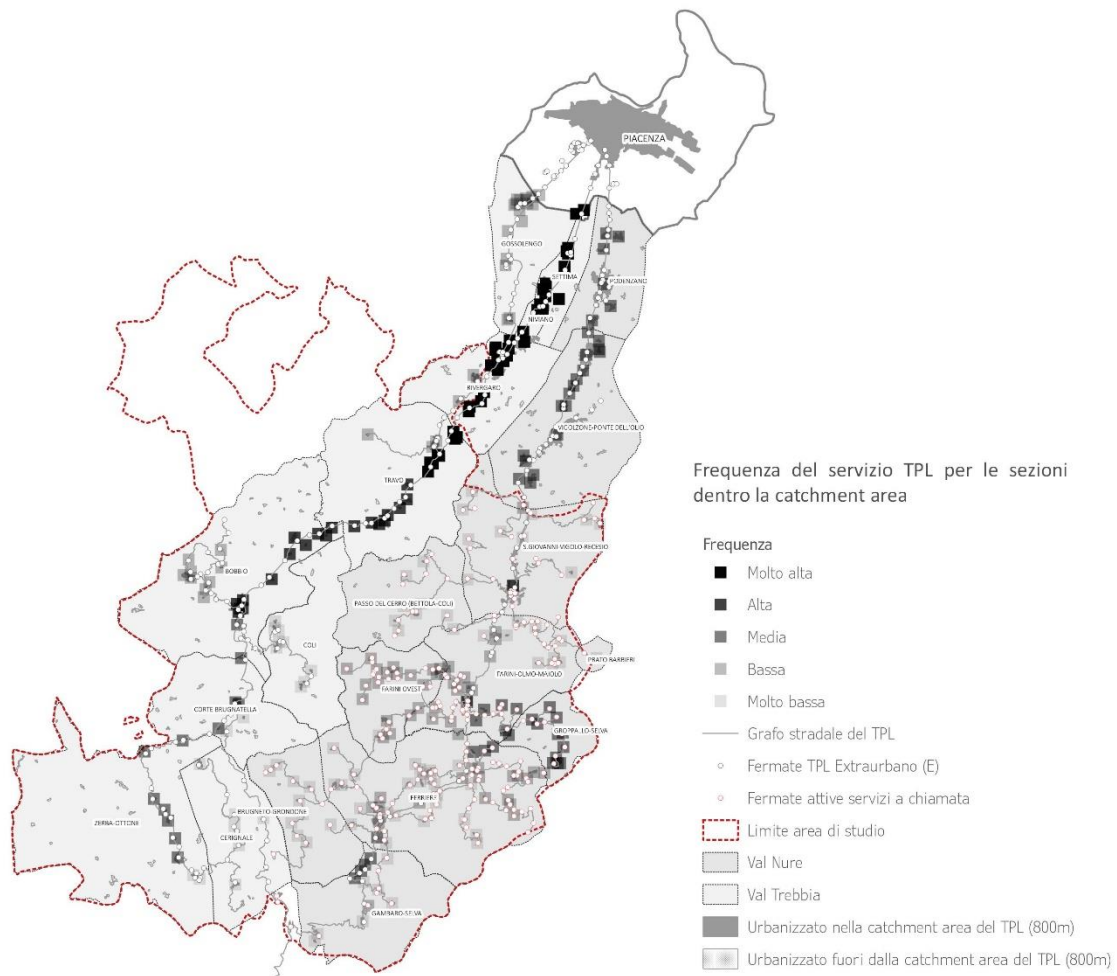 PIACENZA
GOSSOLENGO
SETTIMA
PODENZANO
NIVIANO
RIVERGARO
VIGOLZONE-PONTE DELL'OLIO
TRAVO
S.GIOVANNI VIGOLO-RECESIO
BOBBIO
PASSO DEL CERRO (BETTOLA-COLI)
COLI
PRATO BARBIERI
FARINI-OLMO-MAIOLO
FARINI OVEST
CORTE BRUGNATELLA
GROPPALLO-SELVA
FERRIERE
BRUGNETO-GRONDONE
ZERBA-OTTONE
CERIGNALE
GAMBARO-SELVA
Frequenza del servizio TPL per le sezioni
dentro la catchment area
Frequenza
Molto alta
Alta
Media
Bassa
Molto bassa
Grafo stradale del TPL
Fermate TPL Extraurbano (E)
Fermate attive servizi a chiamata
Limite area di studio
Val Nure
Val Trebbia
Urbanizzato nella catchment area del TPL (800m)
Urbanizzato fuori dalla catchment area del TPL (800m)